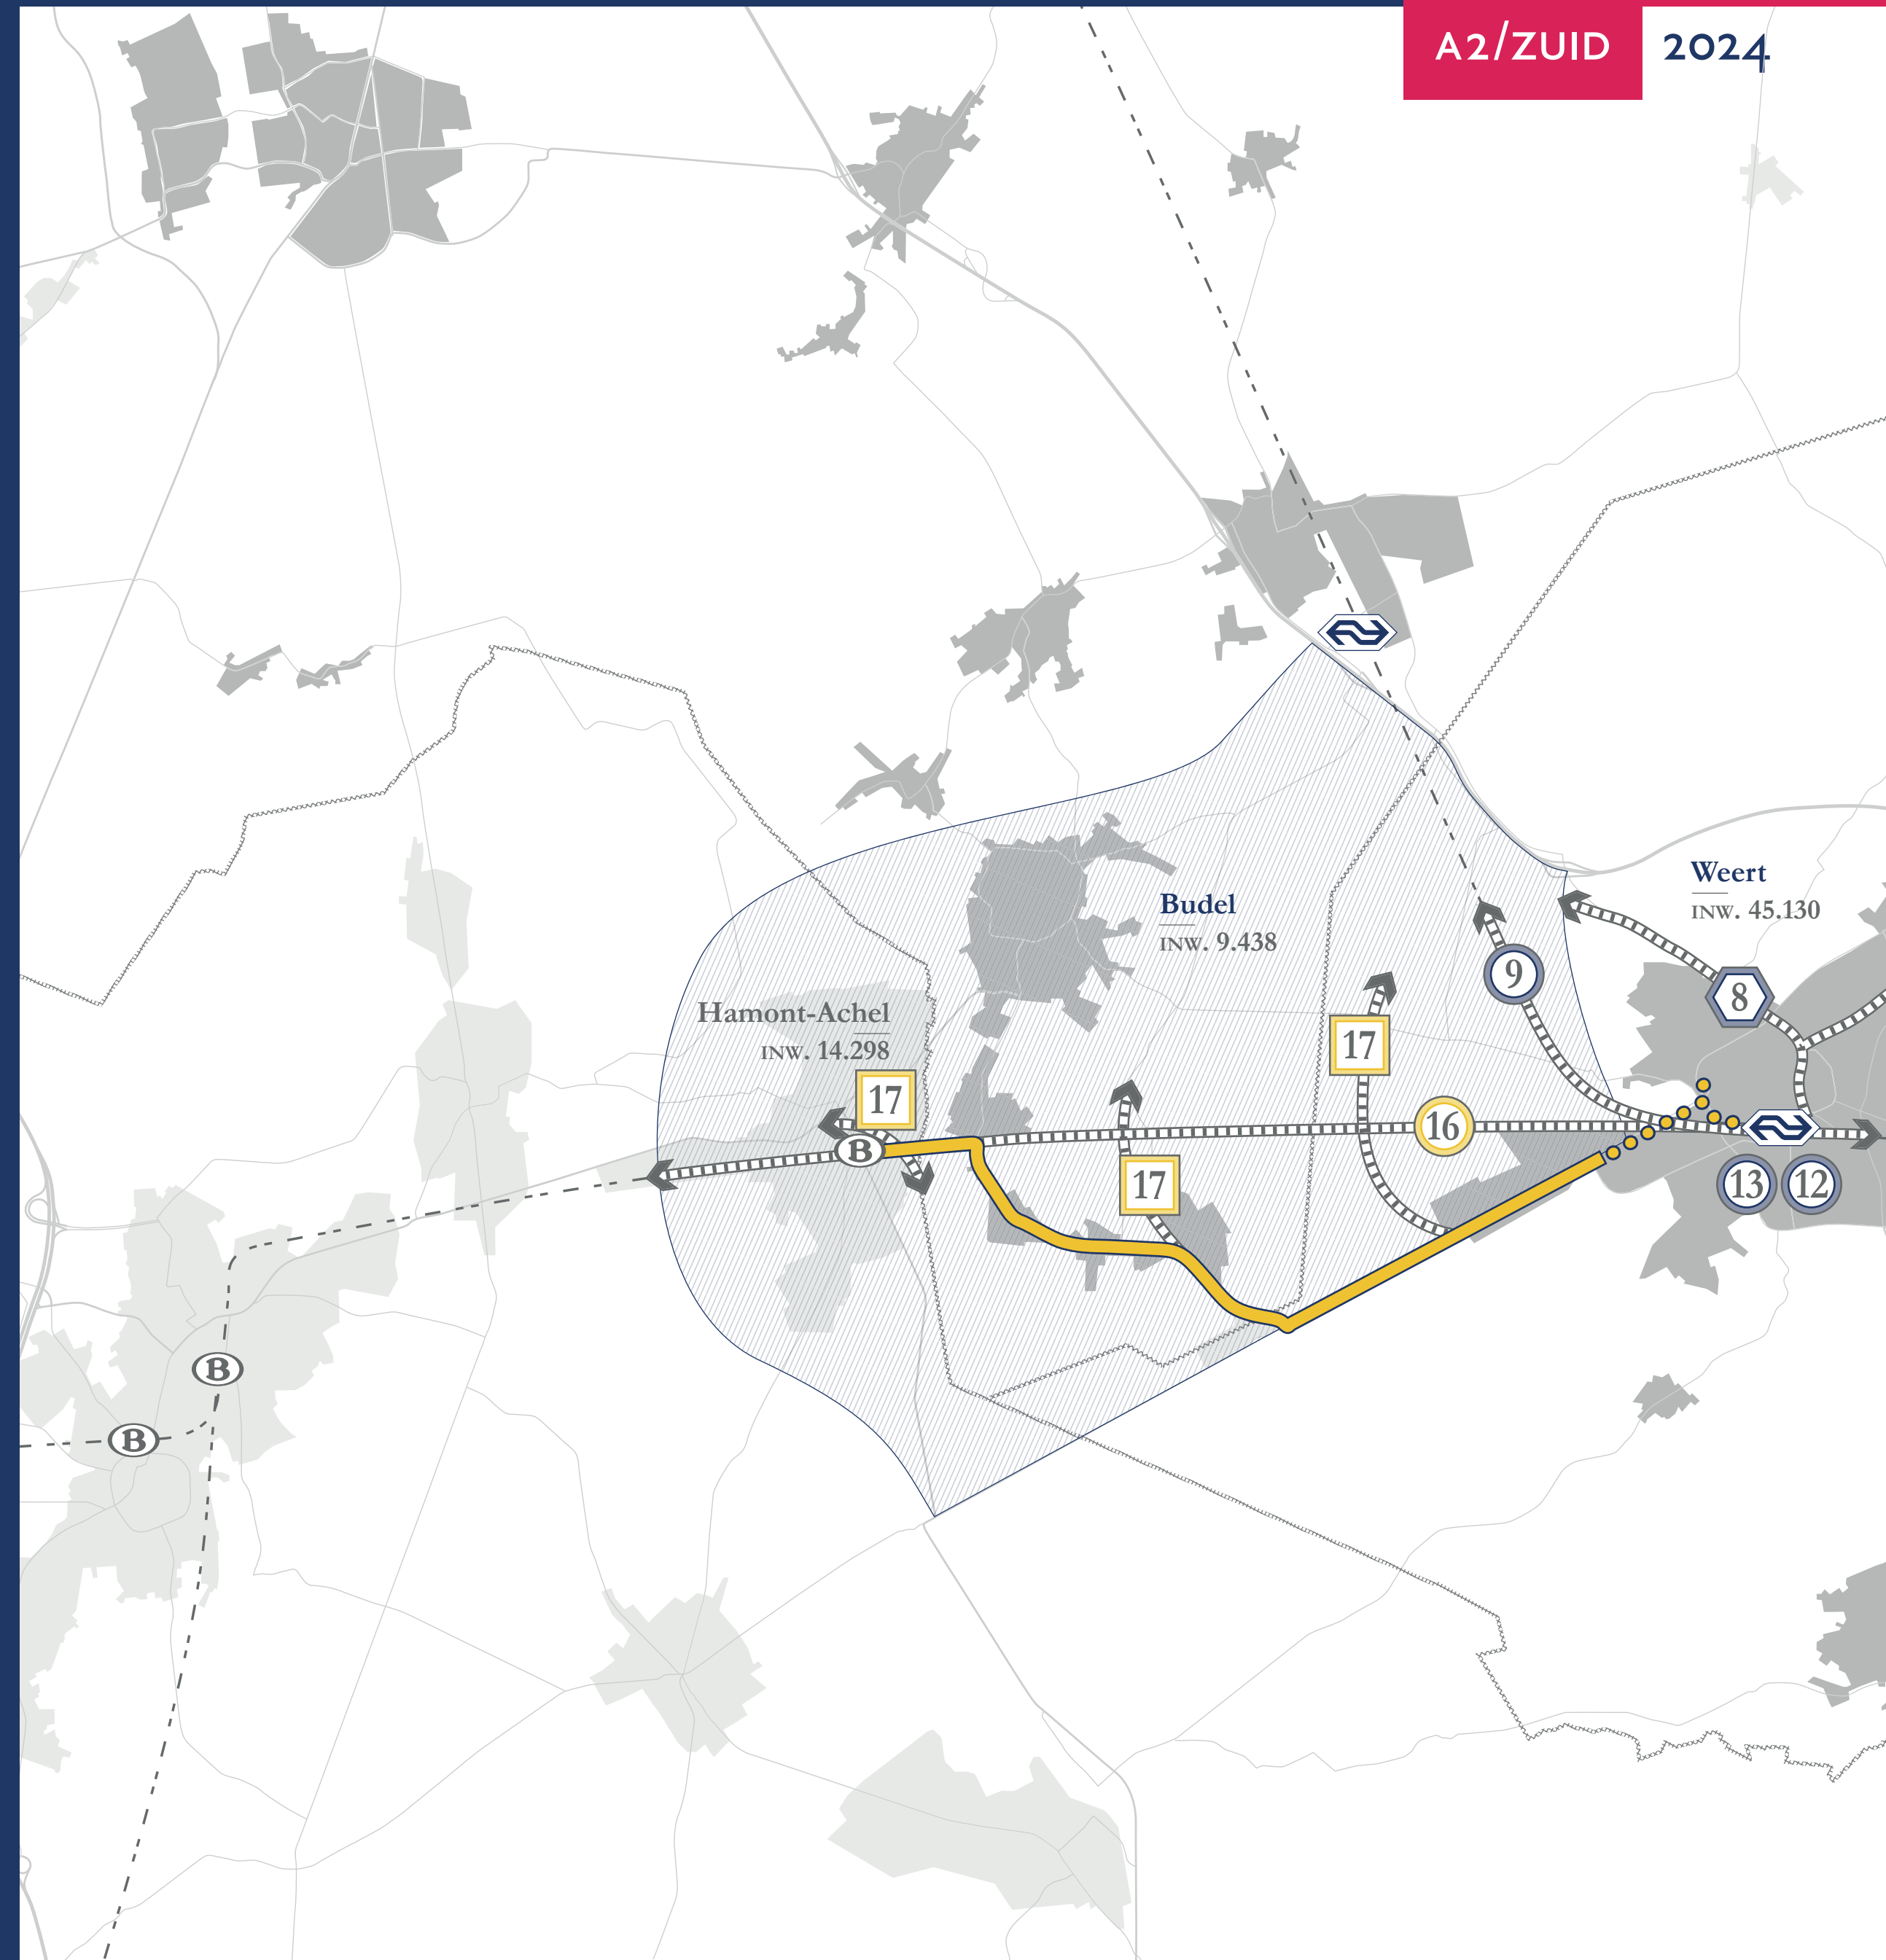 A2/ZUID
2024
Weert
INW. 45.130
Budel
INW. 9.438
9
8
Hamont-Achel
INW. 14.298
17
17
16
B
17
13
12
B
B